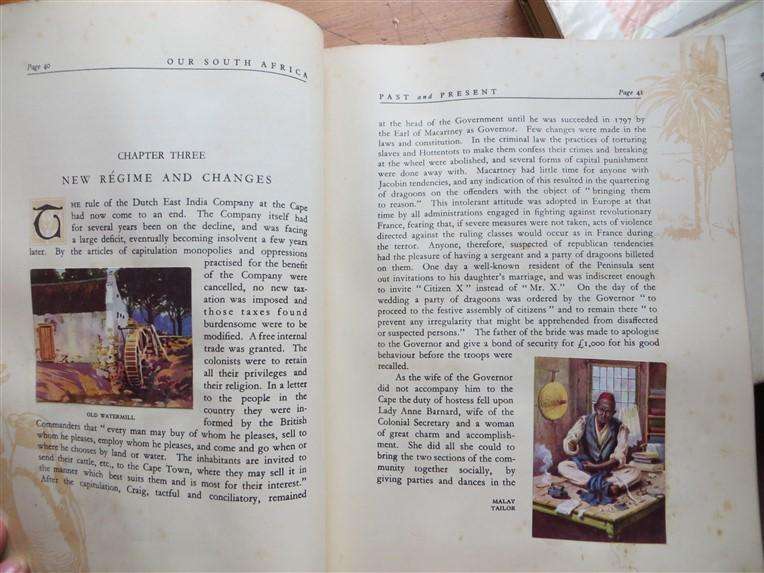 Page 40
OUR SOUTH AFRICA
CHAPTER THREE
NEW RÉGIME AND CHANGES
THE rule of the Dutch East India Company at the Cape
had now come to an end. The Company itself had
for several years been on the decline, and was facing
a large deficit, eventually becoming insolvent a few years
later. By the articles of capitulation monopolies and oppressions
practised for the benefit
of the Company were
cancelled, no new tax-
ation was imposed and
those taxes found
burdensome were to be
modified. A free internal
trade was granted. The
colonists were to retain
all their privileges and
their religion. In a letter
to the people in the
country they were in-
formed by the British
OLD WATERMILL.
Commanders that "every man may buy of whom he pleases, sell to
whom he pleases, employ whom he pleases, and come and go when or
where he chooses by land or water. The inhabitants are invited to
send their cattle, etc., to the Cape Town, where they may sell it in
the manner which best suits them and is most for their interest."
After the capitulation, Craig, tactful and conciliatory, remained
PAST and PRESENT
Page 41
at the head of the Government until he was succeeded in 1797 by
the Earl of Macartney as Governor. Few changes were made in the
laws and constitution. In the criminal law the practices of torturing
slaves and Hottentots to make them confess their crimes and breaking
at the wheel were abolished, and several forms of capital punishment
were done away with. Macartney had little time for anyone with
Jacobin tendencies, and any indication of this resulted in the quartering
of dragoons on the offenders with the object of "bringing them
to reason." This intolerant attitude was adopted in Europe at that
time by all administrations engaged in fighting against revolutionary
France, fearing that, if severe measures were not taken, acts of violence
directed against the ruling classes would occur as in France during
the terror. Anyone, therefore, suspected of republican tendencies
had the pleasure of having a sergeant and a party of dragoons billeted
on them. One day a well-known resident of the Peninsula sent
out invitations to his daughter's marriage, and was indiscreet enough
to invite "Citizen X" instead of "Mr. X." On the day of the
wedding a party of dragoons was ordered by the Governor "to
proceed to the festive assembly of citizens" and to remain there "to
prevent any irregularity that might be apprehended from disaffected
or suspected persons." The father of the bride was made to apologise
to the Governor and give a bond of security for £1,000 for his good
behaviour before the troops were
recalled.
As the wife of the Governor
did not accompany him to the
Cape the duty of hostess fell upon
Lady Anne Barnard, wife of the
Colonial Secretary and a woman
of great charm and accomplish-
ment. She did all she could to
bring the two sections of the com-
munity together socially, by
giving parties and dances in the
MALAY
TAILOR